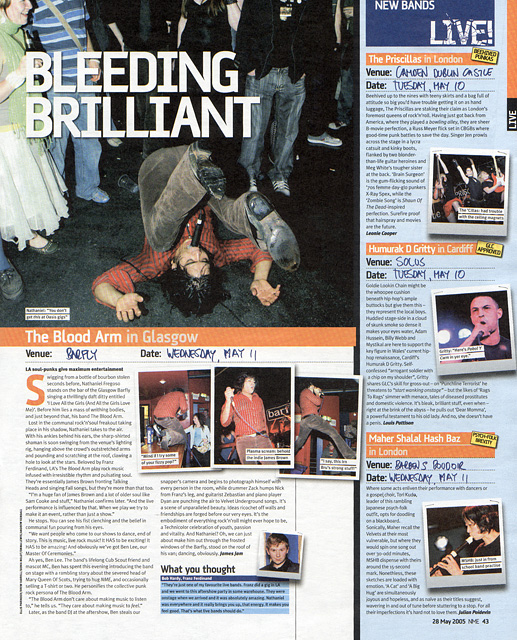 NEW BANDS
LIVE!
BLEEDING
BRILLIANT
Nathaniel: "You don't
get this at Oasis gigs"
The Blood Arm in Glasgow
Venue: BARFLY Date: WEDNESDAY, MAY 11
LA soul-punks give maximum entertainment
Swigging from a bottle of bourbon stolen
seconds before, Nathaniel Fregoso
stands on the bar of the Glasgow Barfly
singing a thrillingly daft ditty entitled
'I Love All the Girls (And All the Girls Love
Me)'. Before him lies a mass of writhing bodies,
and just beyond that, his band The Blood Arm.
Lost in the communal rock'n'soul freakout taking
place in his shadow, Nathaniel takes to the air.
With his ankles behind his ears, the sharp-shirted
shaman is soon swinging from the venue's lighting
rig, hanging above the crowd's outstretched arms
and pounding and scratching at the roof, clawing a
hole to look at the stars. Beloved by Franz
Ferdinand, LA's The Blood Arm play rock music
infused with irresistible rhythm and pulsating soul.
They're essentially James Brown fronting Talking
Heads and singing Fall songs, but they're more than that too.
"I'm a huge fan of James Brown and a lot of older soul like
Sam Cooke and stuff," Nathaniel confirms later. "And the live
performance is influenced by that. When we play we try to
make it an event, rather than just a show."
He stops. You can see his fist clenching and the belief in
communal fun pouring from his eyes.
"We want people who come to our shows to dance, end of
story. This is music, live rock music! It HAS to be exciting! It
HAS to be amazing! And obviously we've got Ben Lee, our
Master Of Ceremonies."
Ah yes, Ben Lee. The band's lifelong Cub Scout friend and
mascot MC, Ben has spent this evening introducing the band
on stage with a rambling story about the severed head of
Mary Queen Of Scots, trying to hug NME, and occasionally
selling a T-shirt or two. He personifies the collective punk
rock persona of The Blood Arm.
"The Blood Arm don't care about making music to listen
to," he tells us. "They care about making music to feel."
Later, as the band DJ at the aftershow, Ben steals our
"Mind if I try some
of your fizzy pop?"
Plasma scream: behold
the indie James Brown
"I say, this Irn
Bru's strong stuff"
snapper's camera and begins to photograph himself with
every person in the room, while drummer Zack humps Nick
from Franz's leg, and guitarist Zebastian and piano player
Dyan are punching the air to Velvet Underground songs. It's
a scene of unparalleled beauty. Ideas ricochet off walls and
friendships are forged before our very eyes. It's the
embodiment of everything rock'n'roll might ever hope to be,
a Technicolor celebration of youth, passion
and vitality. And Nathaniel? Oh, we can just
about make him out through the frosted
windows of the Barfly, stood on the roof of
his van; dancing, obviously. James Jam
What you thought
Bob Hardy, Franz Ferdinand
"They're just one of my favourite live bands. Franz did a gig in LA
and we went to this afterparty in some warehouse. They were
onstage when we arrived and it was absolutely amazing. Nathaniel
was everywhere and it really brings you up, that energy. It makes you
feel good. That's what live bands should do."
The Priscillas in London
BEEHIVED PUNKAS
Venue: CAMDEN DUBLIN CASTLE
Date: TUESDAY, MAY 10
Beehived up to the nines with teeny skirts and a bag full of
attitude so big you'd have trouble getting it on as hand
luggage, The Priscillas are staking their claim as London's
foremost queens of rock'n'roll. Having just got back from
America, where they played a bowling alley, they are sheer
B-movie perfection, a Russ Meyer flick set in CBGBs where
good-time punks battle to save the day. Singer Jen prowls
across the stage in a lycra
catsuit and kinky boots,
flanked by two blonder-
than-life guitar heroines and
Meg White's tougher sister
at the back. 'Brain Surgeon'
is the gum-flicking sound of
'70s femme day-glo punkers
X-Ray Spex, while the
'Zombie Song' is Shaun Of
The Dead-inspired
perfection. Surefire proof
that hairspray and movies
are the future.
Leonie Cooper
The 'Cillas: had trouble
with the ceiling magnets
Humurak D Gritty in Cardiff
GLC APPROVED
Venue: SOLUS
Date: TUESDAY, MAY 10
Goldie Lookin Chain might be
the whoopee cushion
beneath hip-hop's ample
buttocks but give them this –
they represent the local boys.
Huddled stage-side in a cloud
of skunk smoke so dense it
makes your eyes water, Adam
Hussain, Billy Webb and
Mystikal are here to support the
key figure in Wales' current hip-
hop renaissance, Cardiff's
Humurak D Gritty. Self-
confessed "arrogant soldier with
a chip on my shoulder", Gritty
shares GLC's skill for gross-out – on 'Punchline Terrorist' he
threatens to "start wanking onstage" – but the likes of 'Rags
To Rags' simmer with menace, tales of diseased prostitutes
and domestic violence. It's bleak, brilliant stuff, even when –
right at the brink of the abyss – he pulls out 'Dear Momma',
a powerful testament to his old lady. And no, she doesn't have
a penis. Louis Pattison
Maher Shalal Hash Baz
in London
PSYCH-FOLK BREVITY
Venue: BARDENS BOUDOIR
Date: WEDNESDAY, MAY 11
Where some acts enliven their performance with dancers or
a gospel choir, Tori Kudo,
leader of this rambling
Japanese psych-folk
outfit, opts for doodling
on a blackboard.
Sonically, Maher recall the
Velvets at their most
vulnerable, but where they
would spin one song out
over 30-odd minutes,
MSHB dispense with theirs
around the 15-second
mark. Nonetheless, these
sketches are loaded with
emotion. 'A Cat' and 'A Big
Hug' are simultaneously
joyous and hopeless, and as naive as their titles suggest,
wavering in and out of tune before stuttering to a stop. For all
their imperfections it's hard not to love them. Julian Poidevin
LIVE
28 May 2005 NME 43